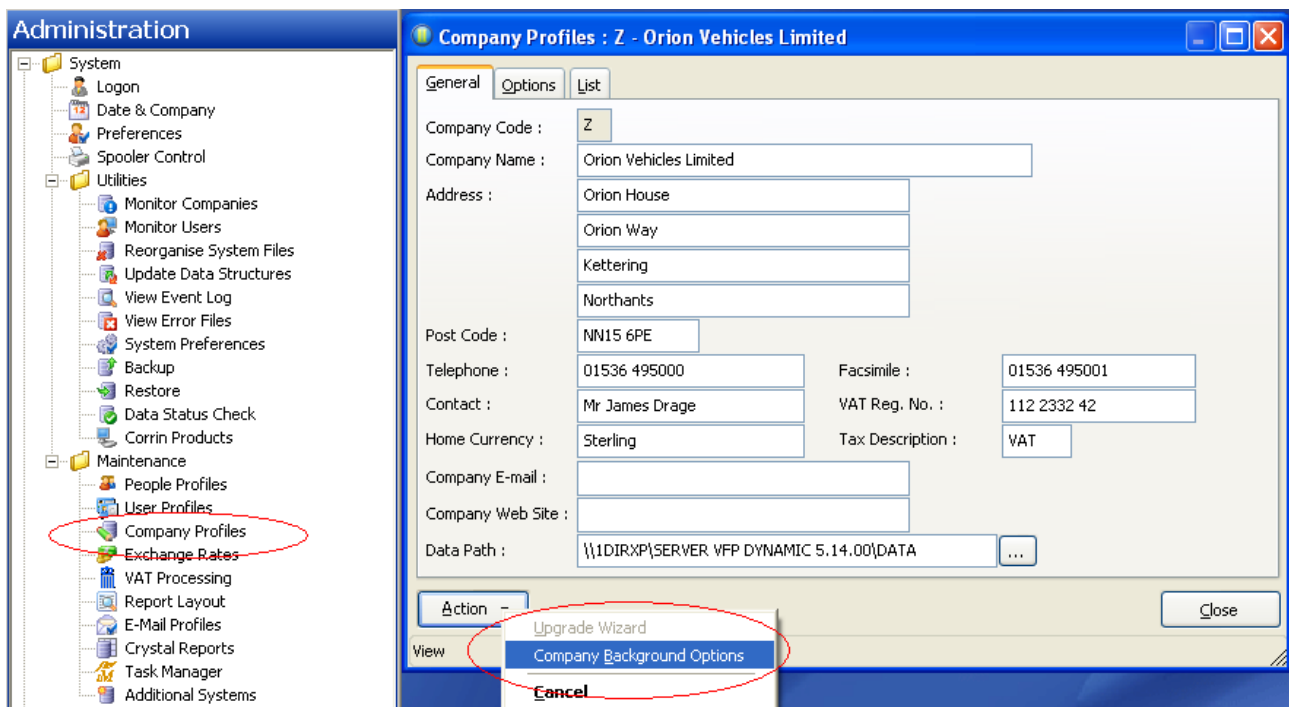 Administration
System
Logon
Date & Company
Preferences
Spooler Control
Utilities
Monitor Companies
Monitor Users
Reorganise System Files
Update Data Structures
View Event Log
View Error Files
System Preferences
Backup
Restore
Data Status Check
Corrin Products
Maintenance
People Profiles
User Profiles
Company Profiles
Exchange Rates
VAT Processing
Report Layout
E-Mail Profiles
Crystal Reports
Task Manager
Additional Systems
Company Profiles : Z - Orion Vehicles Limited
General Options List
Company Code : Z
Company Name : Orion Vehicles Limited
Address : Orion House
Orion Way
Kettering
Northants
Post Code : NN15 6PE
Telephone : 01536 495000 Facsimile : 01536 495001
Contact : Mr James Drage VAT Reg. No. : 112 2332 42
Home Currency : Sterling Tax Description : VAT
Company E-mail :
Company Web Site :
Data Path : \\1DIRXP\SERVER VFP DYNAMIC 5.14.00\DATA ...
Action Close
Upgrade Wizard
View Company Background Options
Cancel